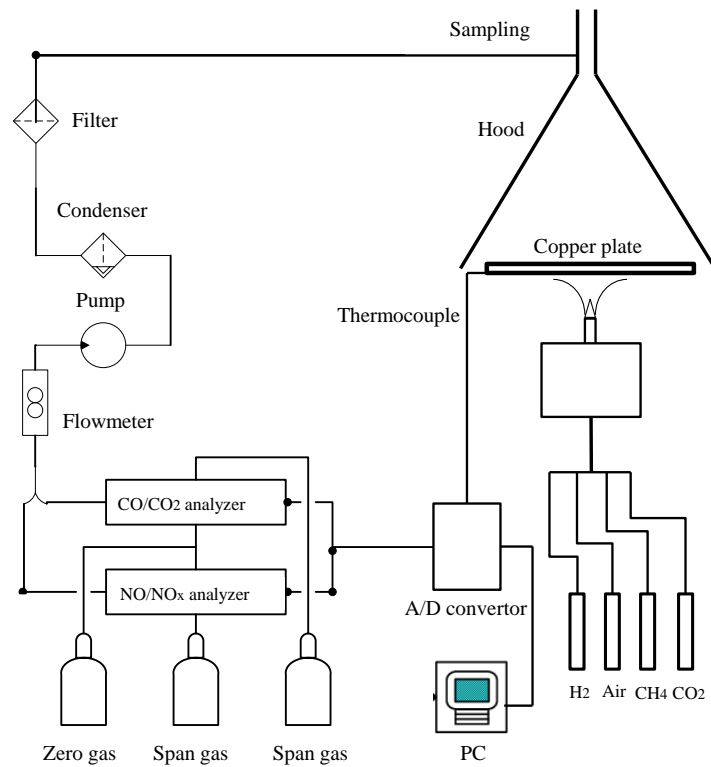 Sampling
Filter
Hood
Condenser
Copper plate
Pump
Thermocouple
Flowmeter
CO/CO2 analyzer
NO/NOx analyzer
A/D convertor
H2 Air CH4 CO2
Zero gas Span gas Span gas PC